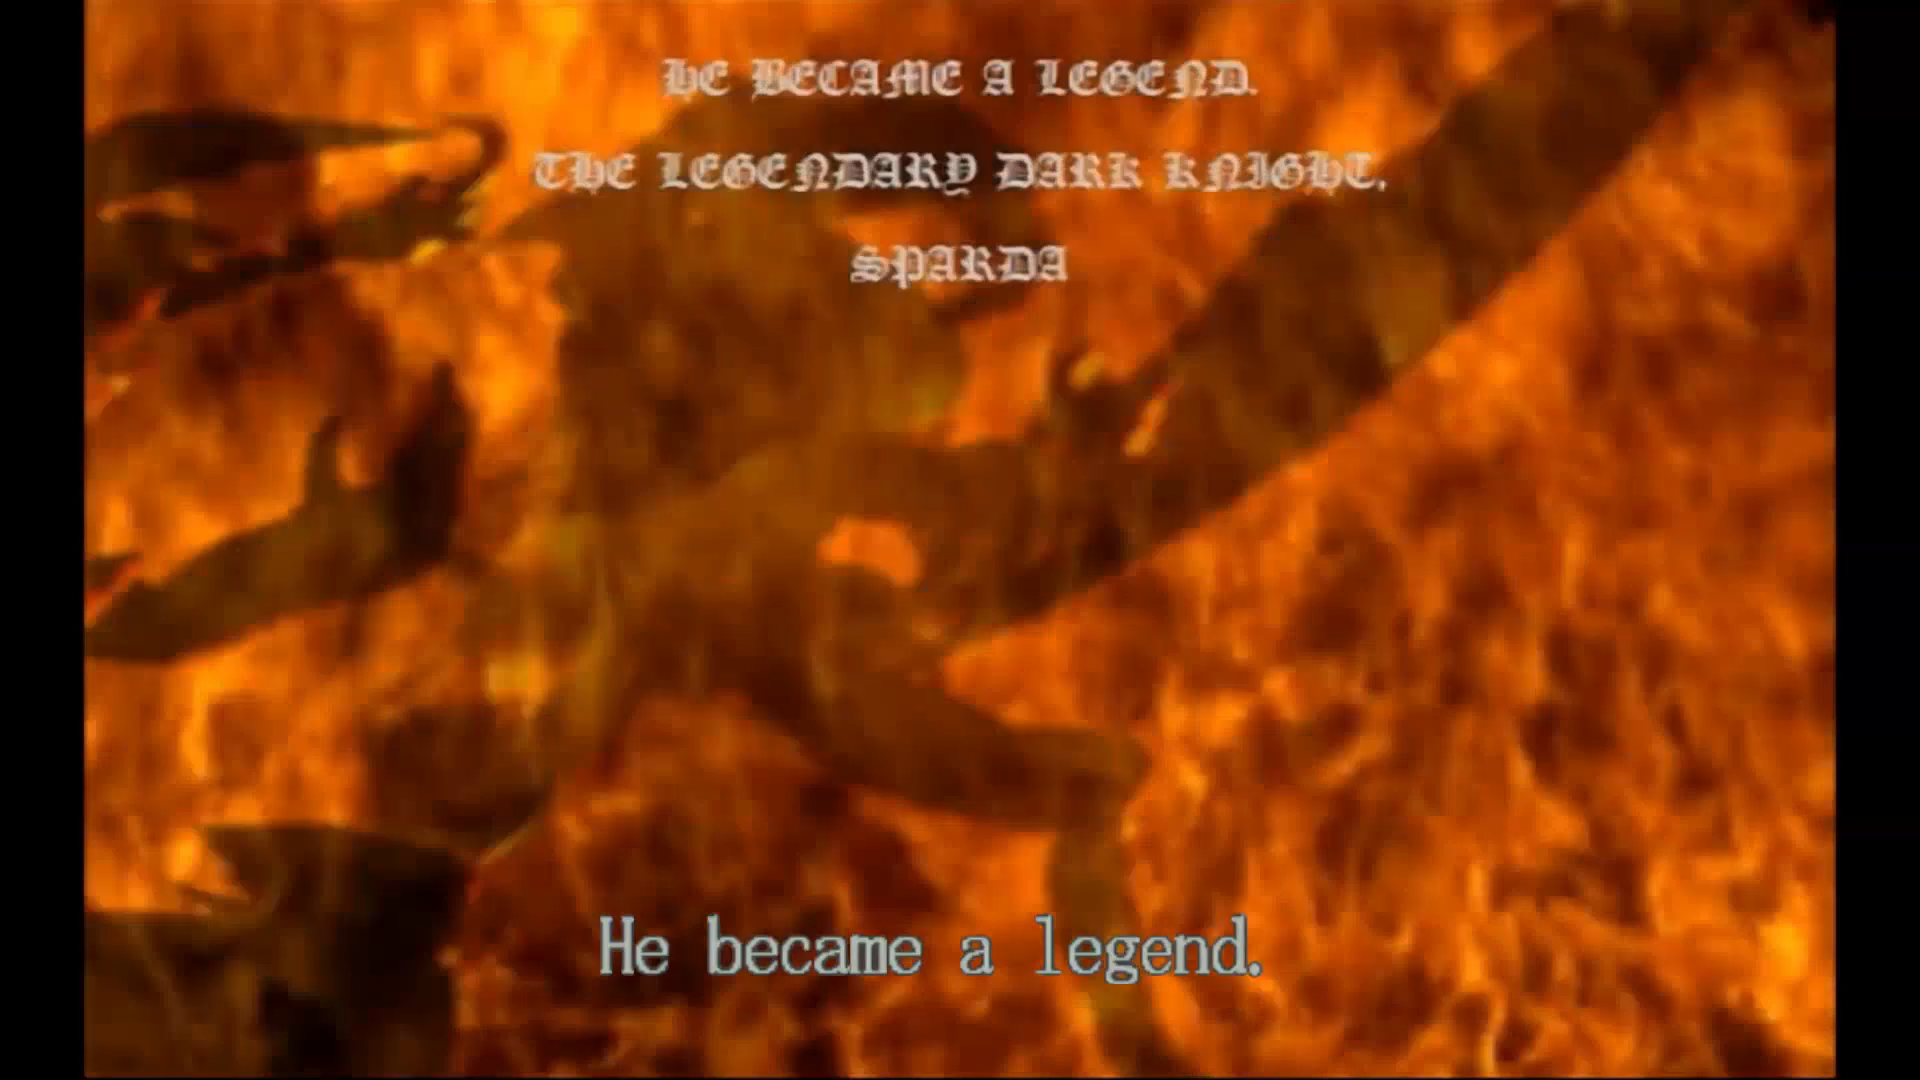 HE BECAME A LEGEND.
THE LEGENDARY DARK KNIGHT,
SPARDA
He became a legend.